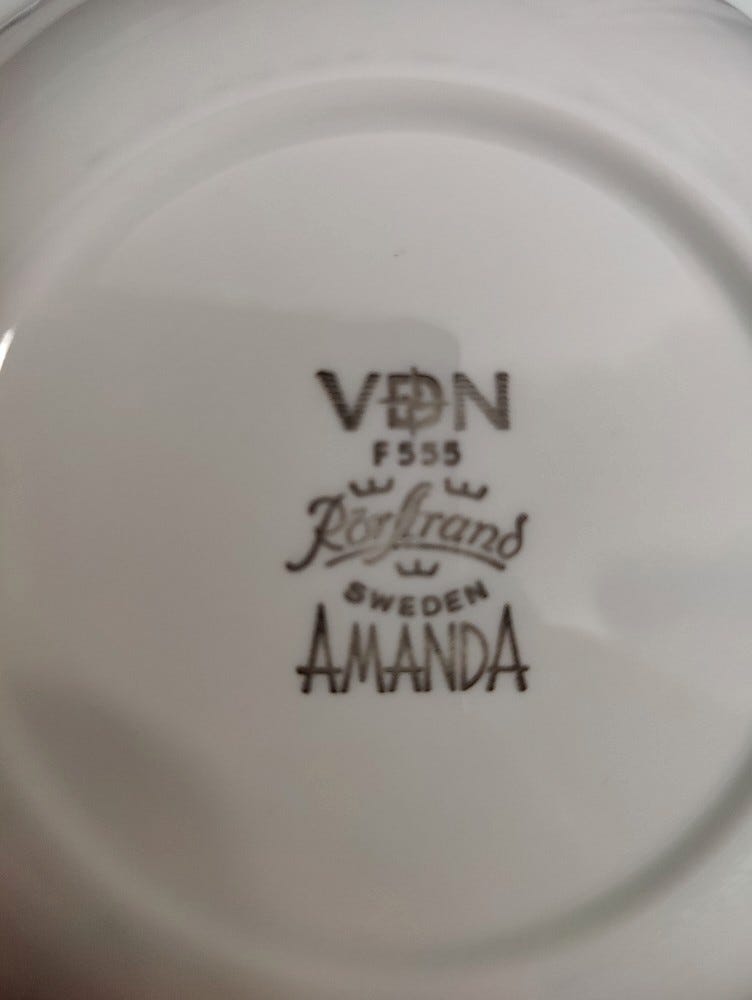 VDN
F555
Rörstrand
SWEDEN
AMANDA